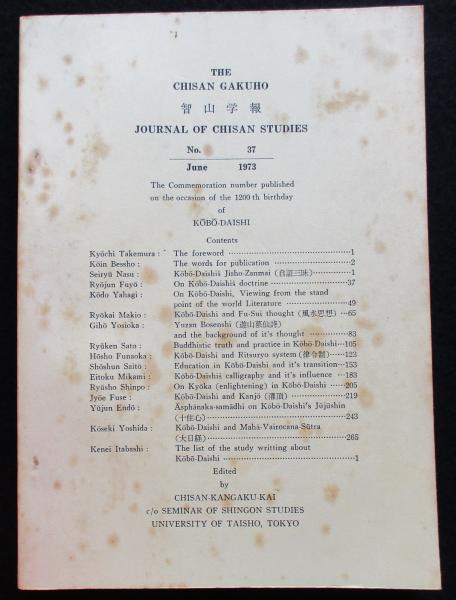 THE
CHISAN GAKUHO
智山学報
JOURNAL OF CHISAN STUDIES
No. 37
June 1973
The Commemoration number published
on the occasion of the 1200th birthday
of
KŌBŌ-DAISHI
Contents
Kyōchi Takemura : The foreword ……1
Kōin Bessho : The words for publication ……2
Seiryū Nasu : Kōbō-Daishiś Jisho-Zanmai (自証三昧) ……1
Ryōjun Fuyō : On Kōbō-Daishiś doctrine ……37
Kōdo Yahagi : On Kōbō-Daishi, Viewing from the stand
point of the world Literature ……49
Ryōkai Makio : Kōbō-Daishi and Fu-Sui thought (風水思想) …65
Gihō Yosioka : Yuzan Bosenshi (遊山慕仙詩)
and the background of it's thought ……83
Ryūken Sato : Buddhistic truth and practice in Kōbō-Daishi…105
Hōsho Funaoka : Kōbō-Daishi and Ritsuryo system (律令制)……123
Shōshun Saitō : Education in Kōbō-Daishi and it's transition…153
Eitoku Mikami : Kōbō-Daishiś calligraphy and it's influence …183
Ryūsho Shinpo : On Kyōka (enlightening) in Kōbō-Daishi ……205
Jyōe Fuse : Kōbō-Daishi and Kanjō (灌頂) ……219
Yūjun Endō : Āsphānaka-samādhi on Kōbō-Daishi's Jūjūshin
(十住心) ……243
Kōseki Yoshida : Kōbō-Daishi and Mahā-Vairocana-Sūtra
(大日経) ……265
Kenei Itabashi : The list of the study writting about
Kōbō-Daishi ……1
Edited
by
CHISAN-KANGAKU-KAI
c/o SEMINAR OF SHINGON STUDIES
UNIVERSITY OF TAISHO, TOKYO